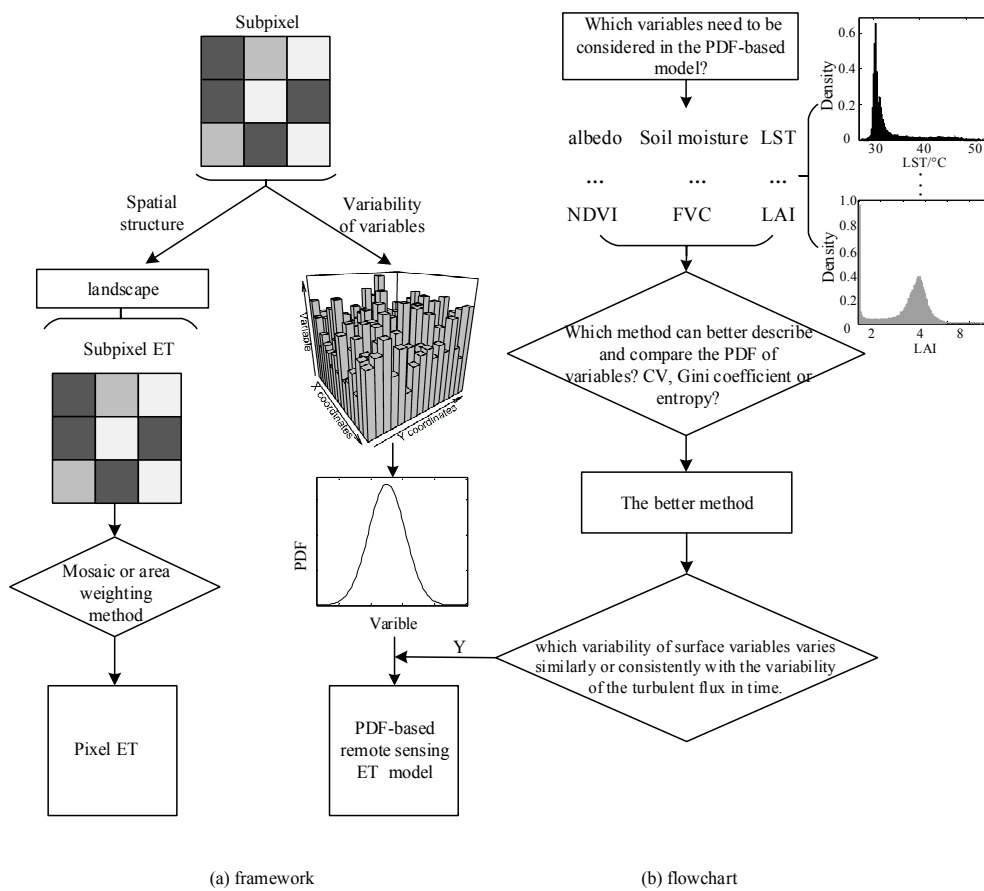 Subpixel
Spatial
structure
Variability
of variables
landscape
Subpixel ET
Variable
X coordinates
Y coordinates
Mosaic or area
weighting
method
PDF
Varible
Pixel ET
PDF-based
remote sensing
ET model
(a) framework
Which variables need to be
considered in the PDF-based
model?
albedo Soil moisture LST
... ... ...
NDVI FVC LAI
Density
0.6
0.4
0.2
0
30 40 50
LST/°C
Density
1.0
0.8
0.6
0.4
0.2
0
2 4 8
LAI
Which method can better describe
and compare the PDF of
variables? CV, Gini coefficient or
entropy?
The better method
which variability of surface variables varies
similarly or consistently with the variability
of the turbulent flux in time.
Y
(b) flowchart